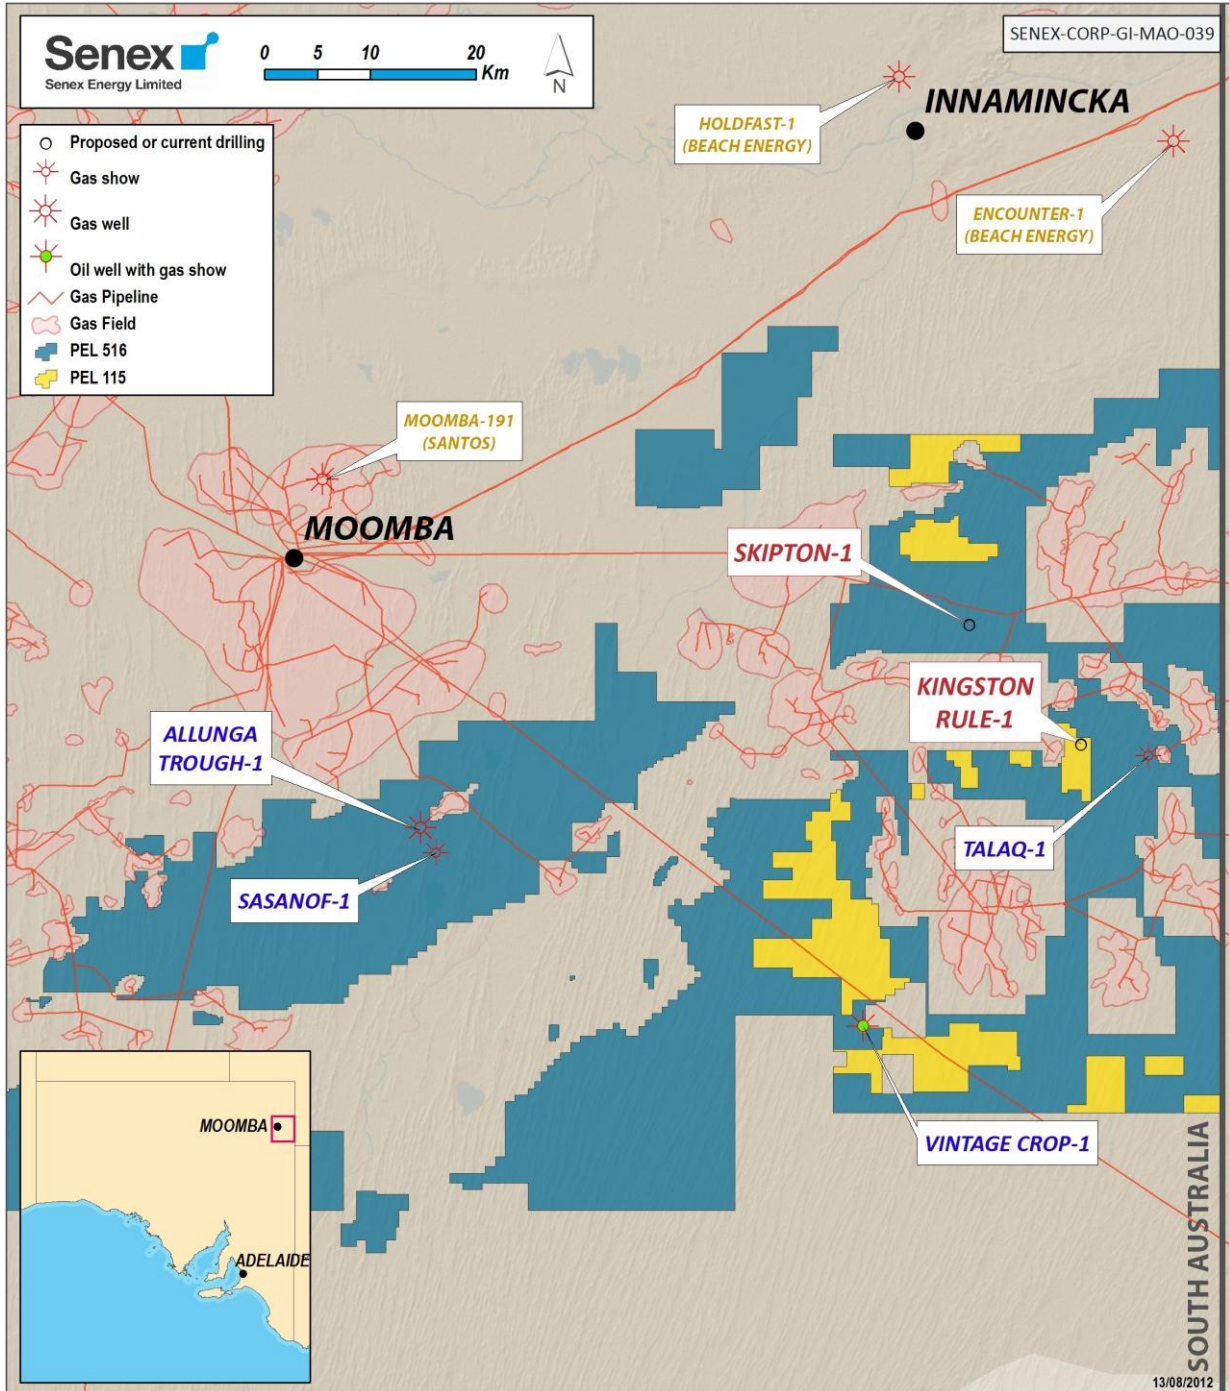 Senex
Senex Energy Limited
0 5 10 20
Km
N
SENEX-CORP-GI-MAO-039
Proposed or current drilling
Gas show
Gas well
Oil well with gas show
Gas Pipeline
Gas Field
PEL 516
PEL 115
HOLDFAST-1
(BEACH ENERGY)
INNAMINCKA
ENCOUNTER-1
(BEACH ENERGY)
MOOMBA-191
(SANTOS)
MOOMBA
SKIPTON-1
KINGSTON
RULE-1
ALLUNGA
TROUGH-1
TALAQ-1
SASANOF-1
VINTAGE CROP-1
MOOMBA
ADELAIDE
SOUTH AUSTRALIA
13/08/2012